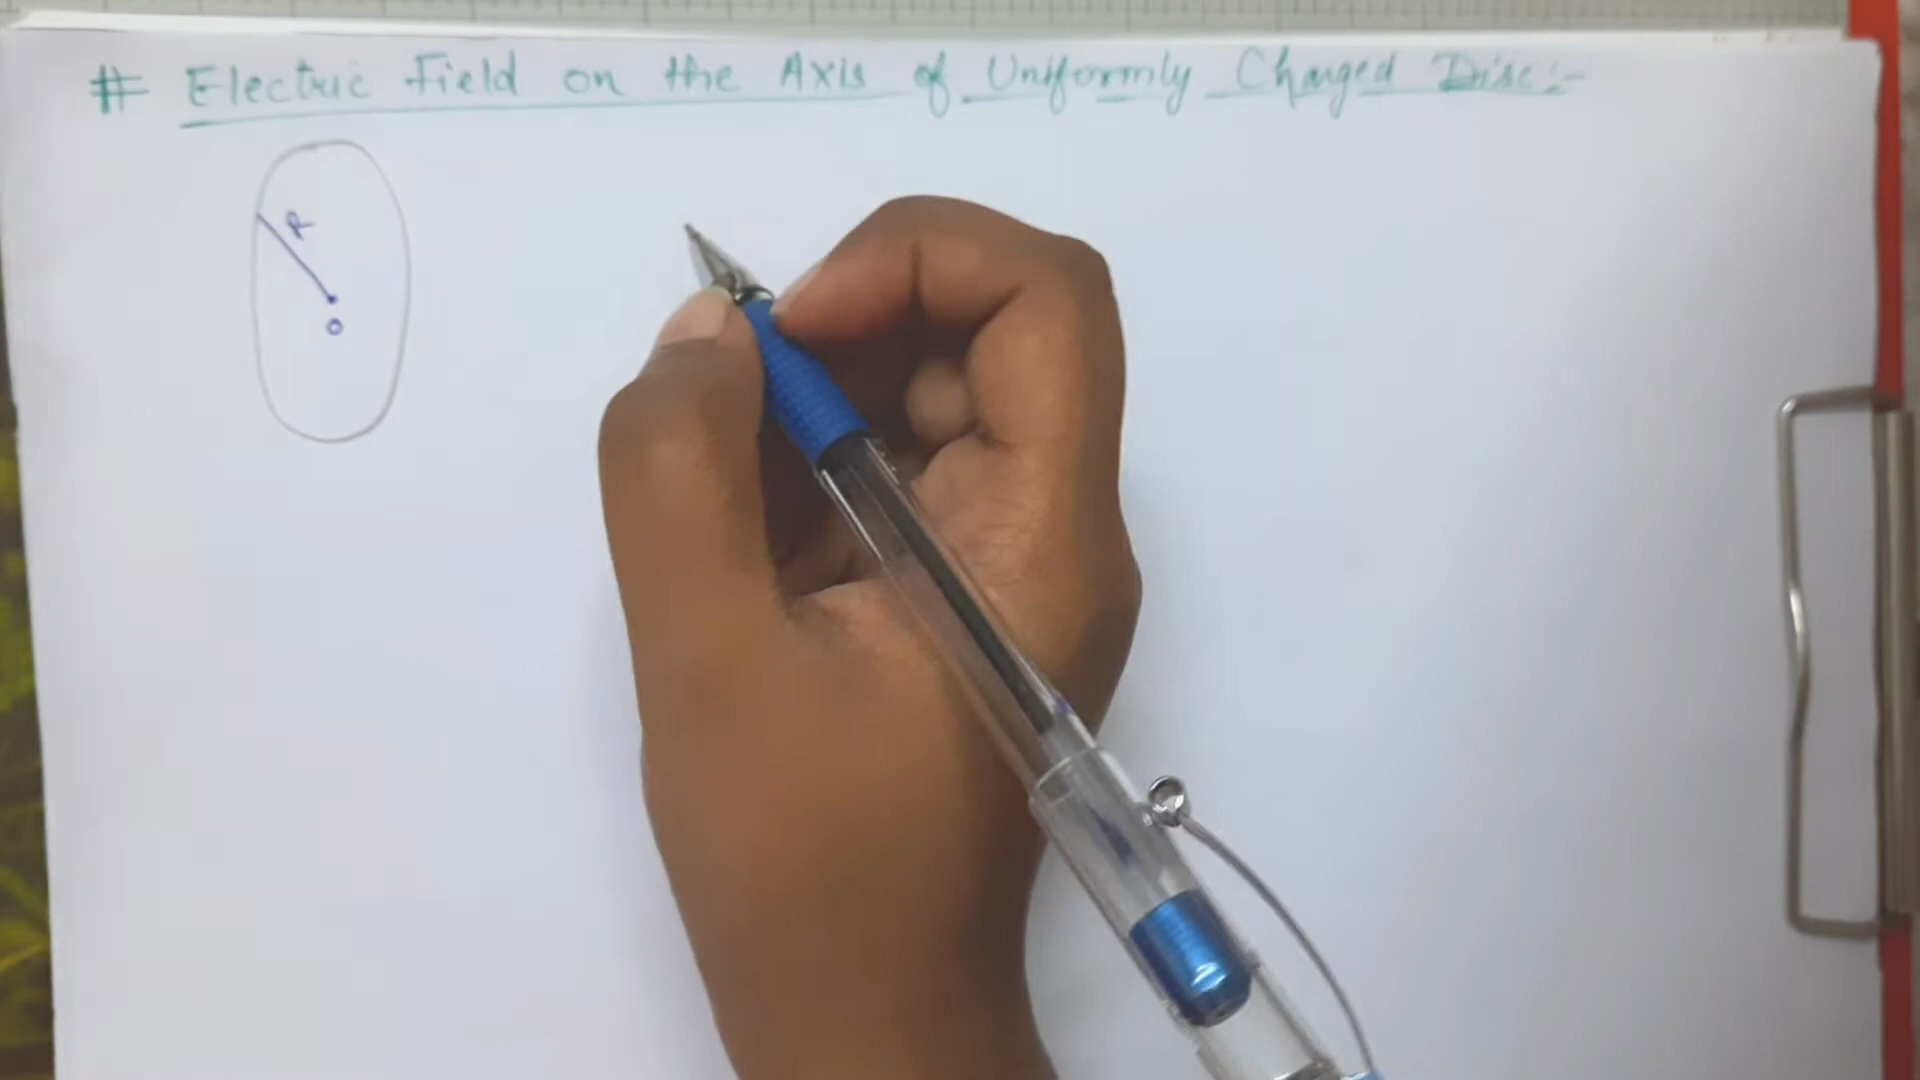 # Electric Field on the Axis of Uniformly Charged Disc:-
R
O